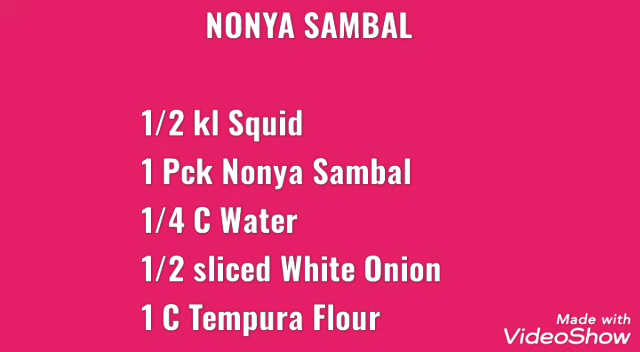 NONYA SAMBAL
1/2 kl Squid
1 Pck Nonya Sambal
1/4 C Water
1/2 sliced White Onion
1 C Tempura Flour
Made with
VideoShow